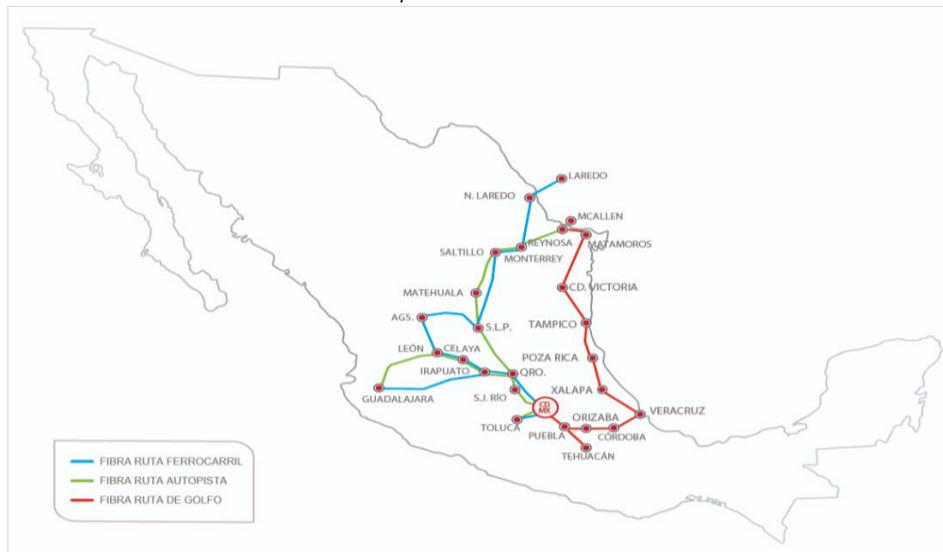 LAREDO
N. LAREDO
MCALLEN
REYNOSA
MATAMOROS
SALTILLO
MONTERREY
MATEHUALA
CD. VICTORIA
AGS.
S.L.P.
TAMPICO
LEÓN
CELAYA
POZA RICA
IRAPUATO
QRO.
GUADALAJARA
S.J. RÍO
XALAPA
CD
MX
VERACRUZ
TOLUCA
ORIZABA
PUEBLA
CÓRDOBA
TEHUACÁN
FIBRA RUTA FERROCARRIL
FIBRA RUTA AUTOPISTA
FIBRA RUTA DE GOLFO